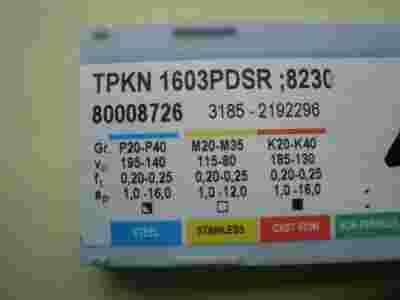 TPKN 1603PDSR ;8230
80008726 3185 - 2192296
Gr. P20-P40 M20-M35 K20-K40
vc 195-140 115-80 185-130
fz 0,20-0,25 0,20-0,25 0,20-0,25
ap 1,0-16,0 1,0-12,0 1,0-16,0
STEEL STAINLESS CAST IRON